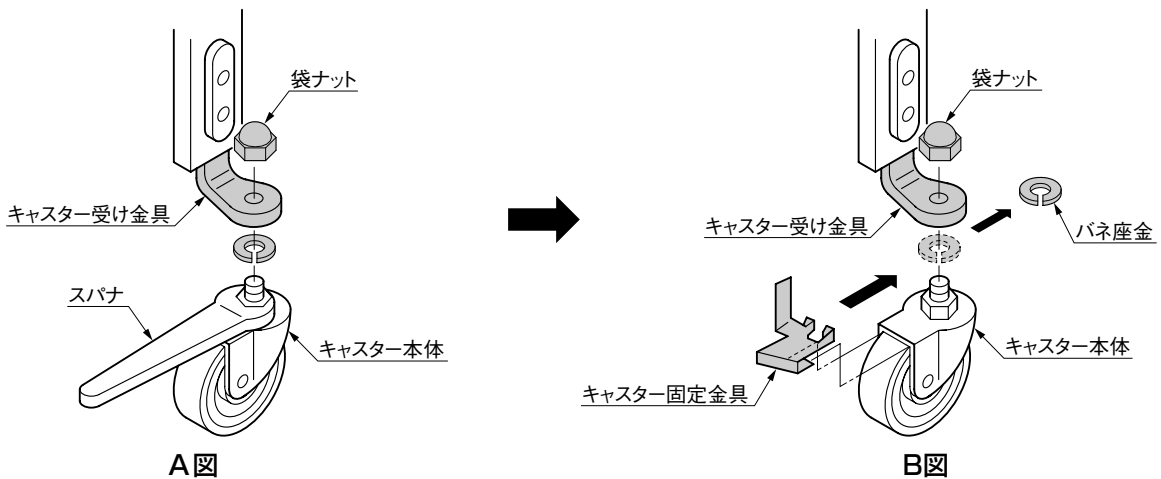 袋ナット
キャスター受け金具
スパナ
キャスター本体
A図
袋ナット
キャスター受け金具
バネ座金
キャスター本体
キャスター固定金具
B図